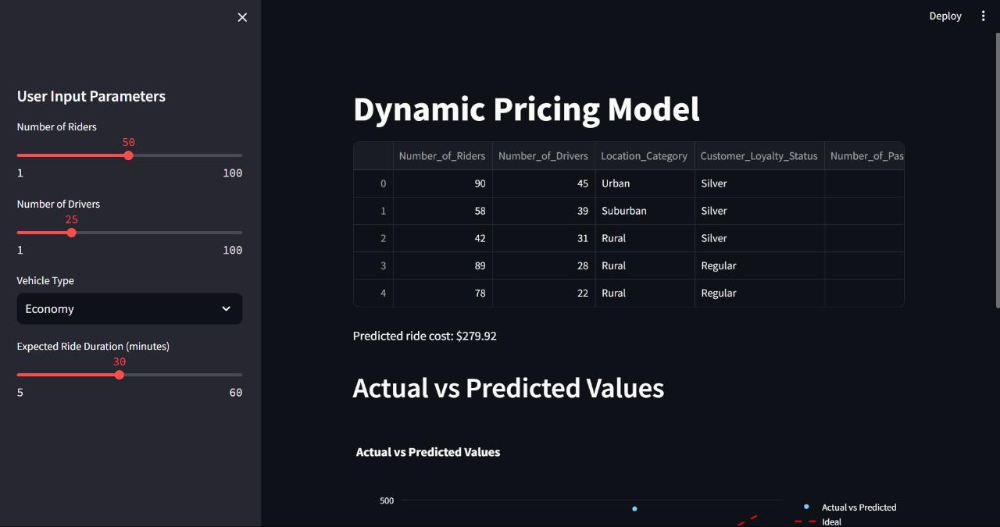 Deploy
User Input Parameters
Number of Riders
50
1 100
Number of Drivers
25
1 100
Vehicle Type
Economy
Expected Ride Duration (minutes)
30
5 60
Dynamic Pricing Model
Number_of_Riders Number_of_Drivers Location_Category Customer_Loyalty_Status Number_of_Pas
0 90 45 Urban Silver
1 58 39 Suburban Silver
2 42 31 Rural Silver
3 89 28 Rural Regular
4 78 22 Rural Regular
Predicted ride cost: $279.92
Actual vs Predicted Values
Actual vs Predicted Values
500
Actual vs Predicted
Ideal